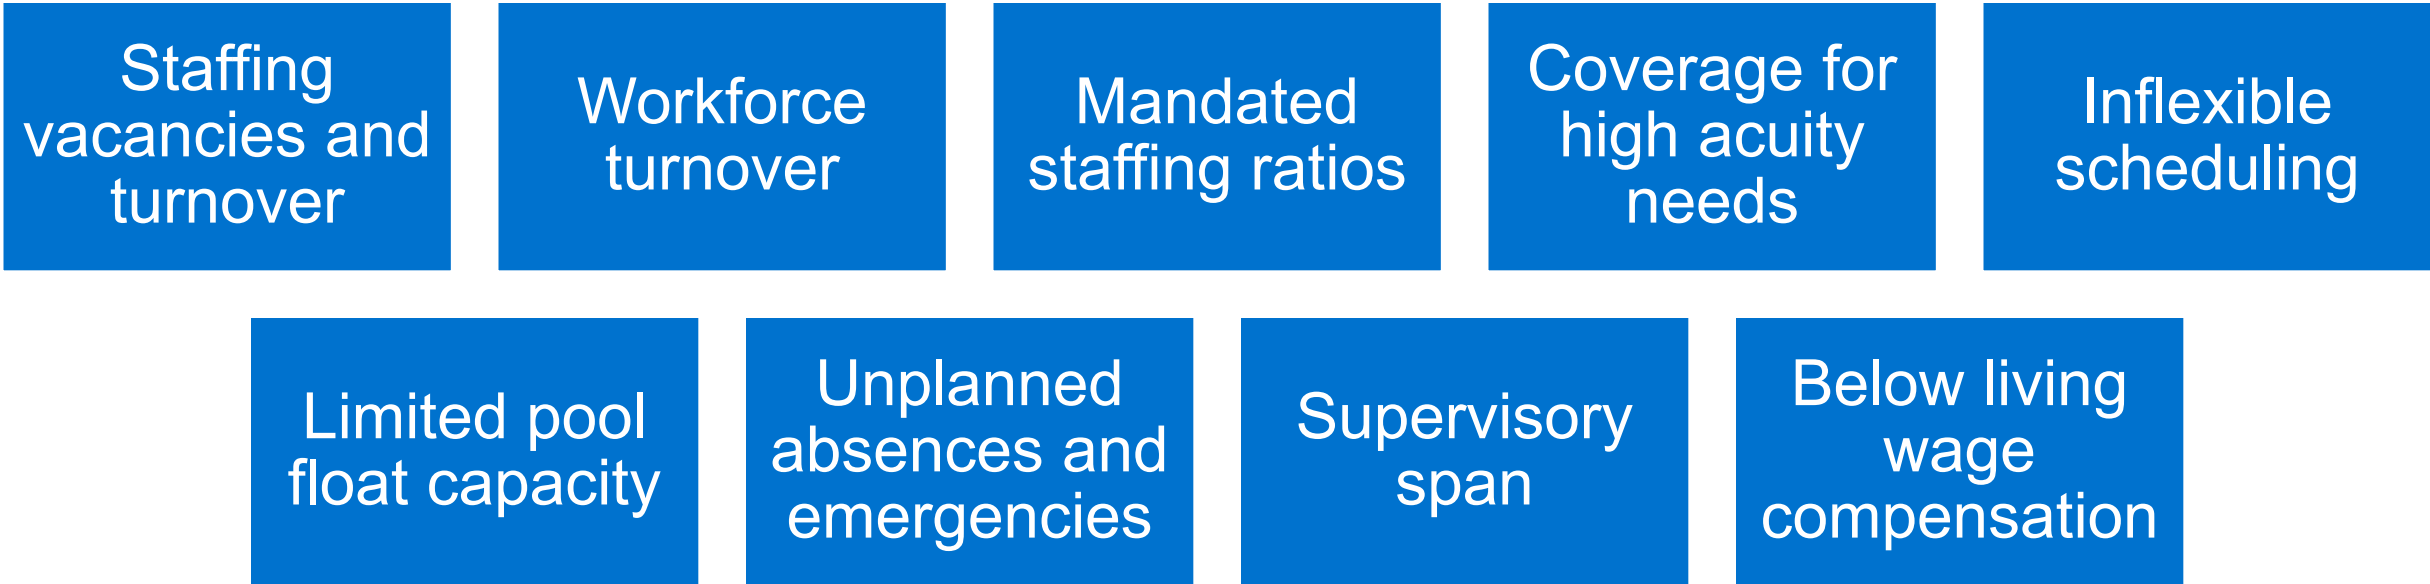 Staffing
vacancies and
turnover
Workforce
turnover
Mandated
staffing ratios
Coverage for
high acuity
needs
Inflexible
scheduling
Limited pool
float capacity
Unplanned
absences and
emergencies
Supervisory
span
Below living
wage
compensation